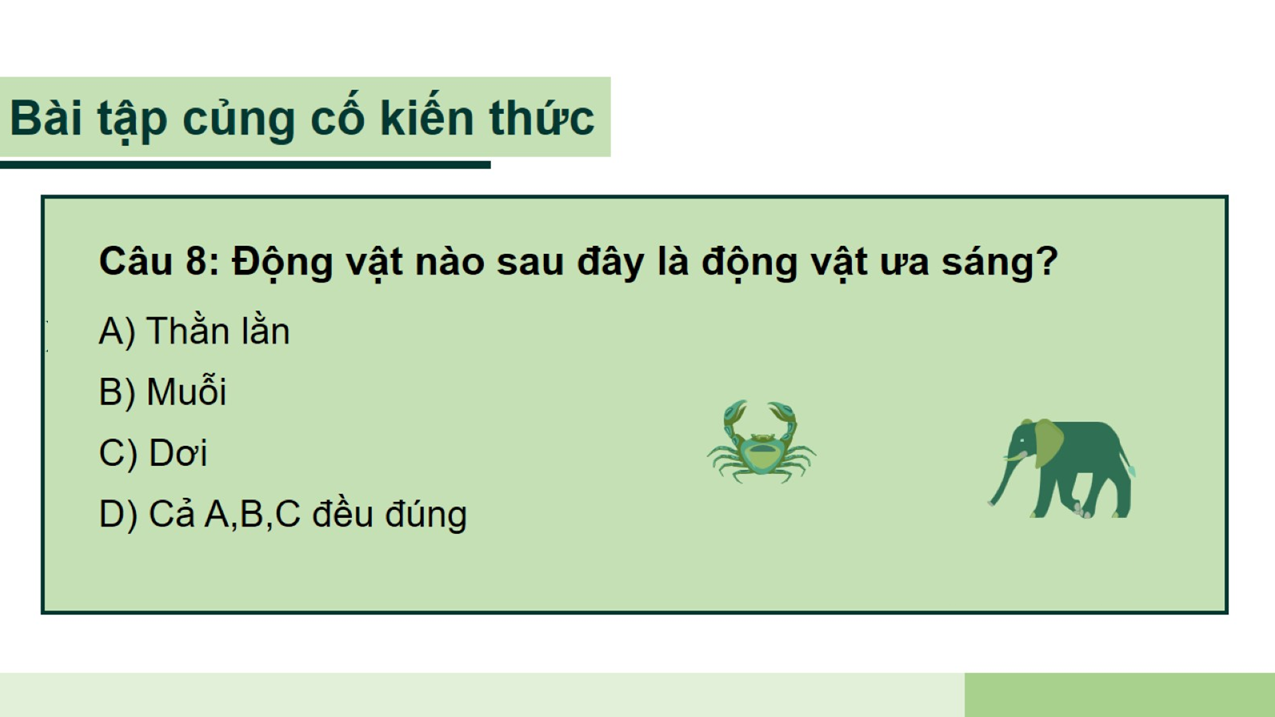 Bài tập củng cố kiến thức
Câu 8: Động vật nào sau đây là động vật ưa sáng?
A) Thằn lằn
B) Muỗi
C) Dơi
D) Cả A,B,C đều đúng